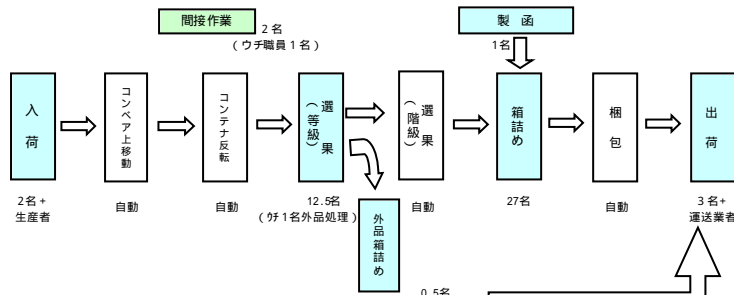 間接作業
2名
(ウチ職員1名)
製函
1名
入荷
コンベア上移動
コンテナ反転
選果
(等級)
選果
(階級)
箱詰め
梱包
出荷
2名+
生産者
自動
自動
12.5名
(ウチ1名外品処理)
自動
27名
自動
3名+
運送業者
外品箱詰め
0.5名